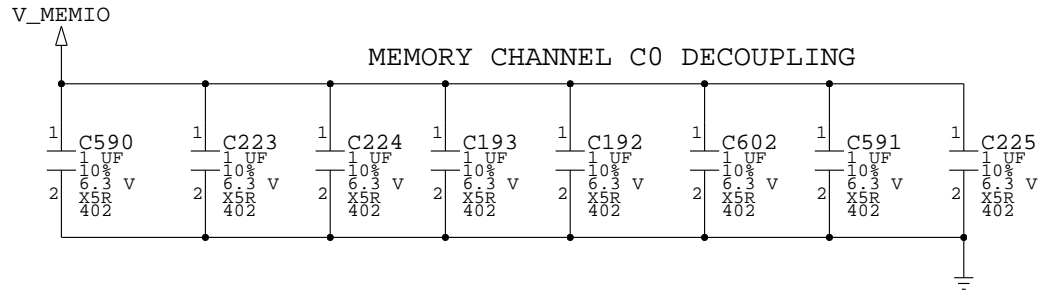 V_MEMIO
MEMORY CHANNEL C0 DECOUPLING
1
C590
1 UF
10%
6.3 V
X5R
402
2
1
C223
1 UF
10%
6.3 V
X5R
402
2
1
C224
1 UF
10%
6.3 V
X5R
402
2
1
C193
1 UF
10%
6.3 V
X5R
402
2
1
C192
1 UF
10%
6.3 V
X5R
402
2
1
C602
1 UF
10%
6.3 V
X5R
402
2
1
C591
1 UF
10%
6.3 V
X5R
402
2
1
C225
1 UF
10%
6.3 V
X5R
402
2